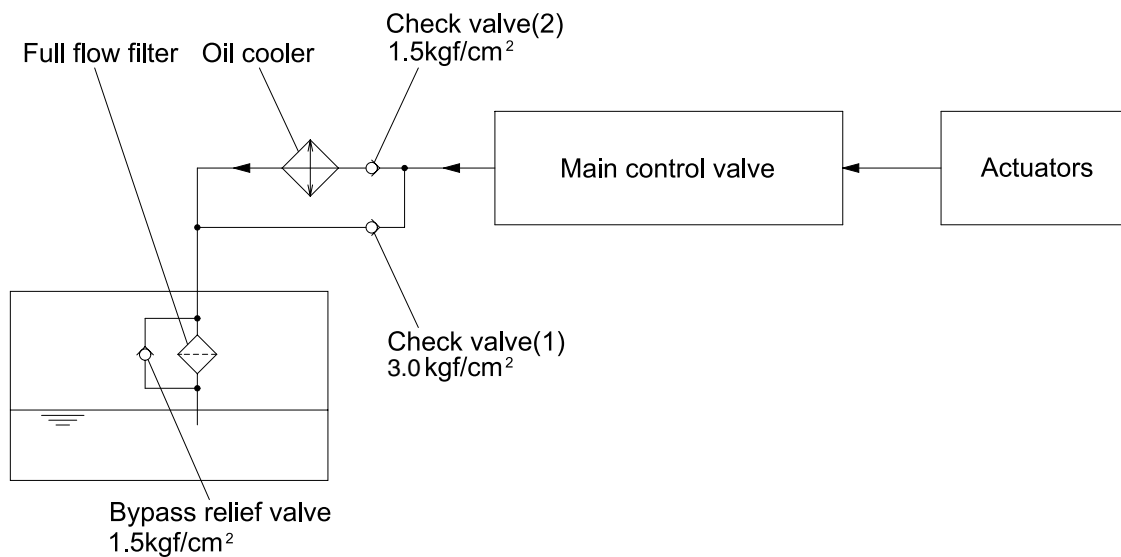 Check valve(2)
1.5kgf/cm²
Full flow filter
Oil cooler
Main control valve
Actuators
Check valve(1)
3.0kgf/cm²
Bypass relief valve
1.5kgf/cm²